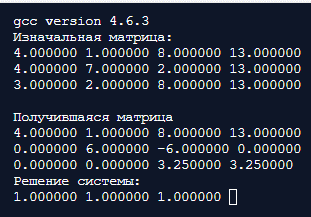 gcc version 4.6.3
Изначальная матрица:
4.000000 1.000000 8.000000 13.000000
4.000000 7.000000 2.000000 13.000000
3.000000 2.000000 8.000000 13.000000
Получившаяся матрица
4.000000 1.000000 8.000000 13.000000
0.000000 6.000000 -6.000000 0.000000
0.000000 0.000000 3.250000 3.250000
Решение системы:
1.000000 1.000000 1.000000